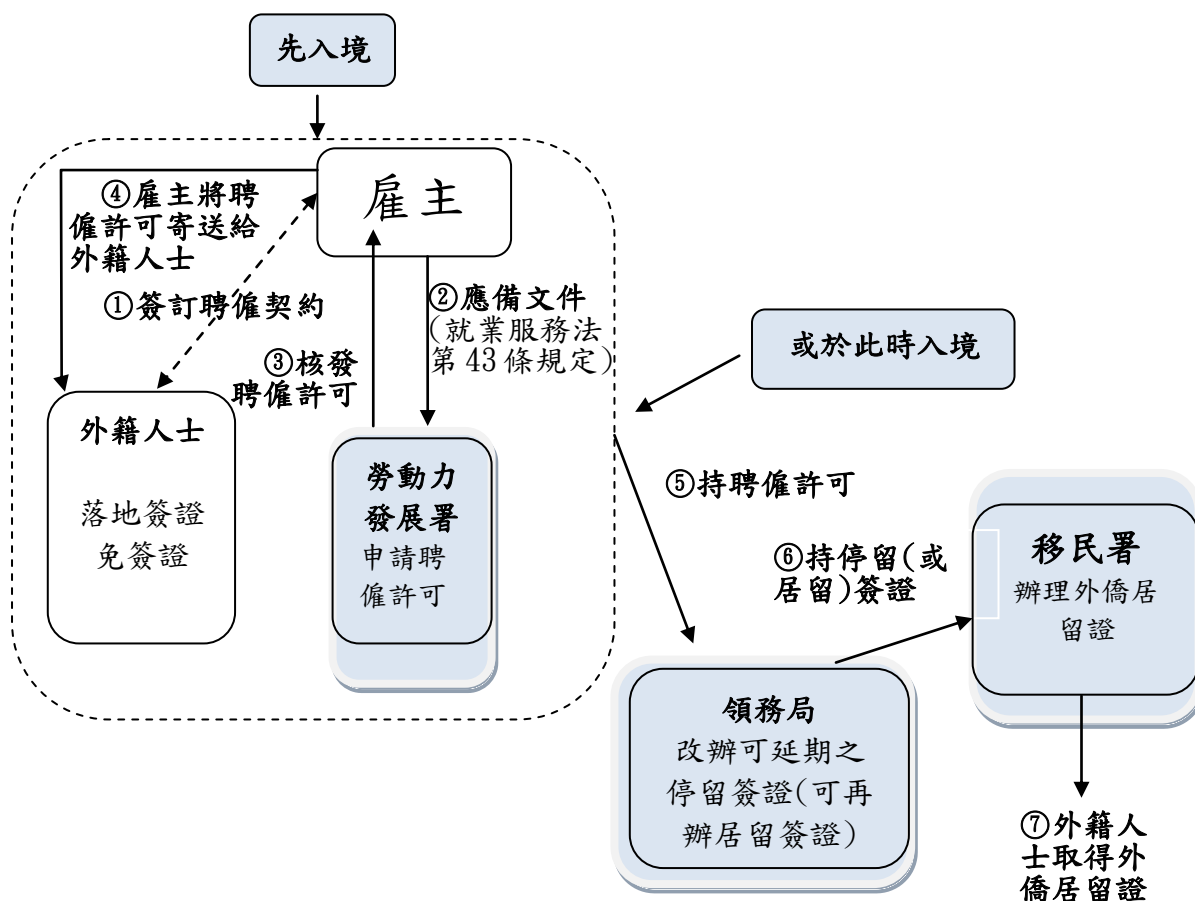 先入境
雇主
④雇主將聘
僱許可寄送給
外籍人士
①簽訂聘僱契約
②應備文件
(就業服務法
第43條規定)
③核發
聘僱許可
外籍人士
落地簽證
免簽證
勞動力
發展署
申請聘
僱許可
或於此時入境
⑤持聘僱許可
⑥持停留(或
居留)簽證
移民署
辦理外僑居
留證
領務局
改辦可延期之
停留簽證(可再
辦居留簽證)
⑦外籍人
士取得外
僑居留證